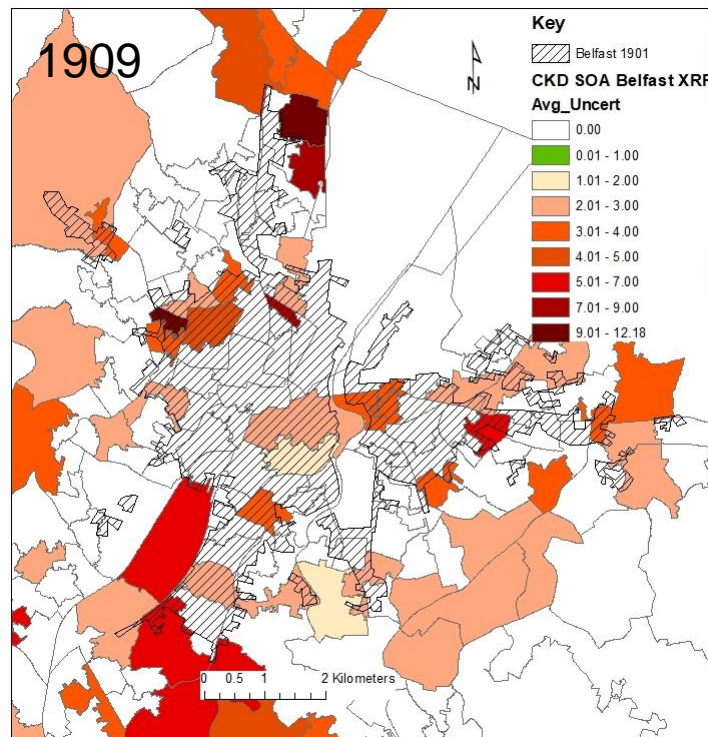 1909
Key
Belfast 1901
CKD SOA Belfast XRF
Avg_Uncert
0.00
0.01 - 1.00
1.01 - 2.00
2.01 - 3.00
3.01 - 4.00
4.01 - 5.00
5.01 - 7.00
7.01 - 9.00
9.01 - 12.18
N
0 0.5 1 2 Kilometers